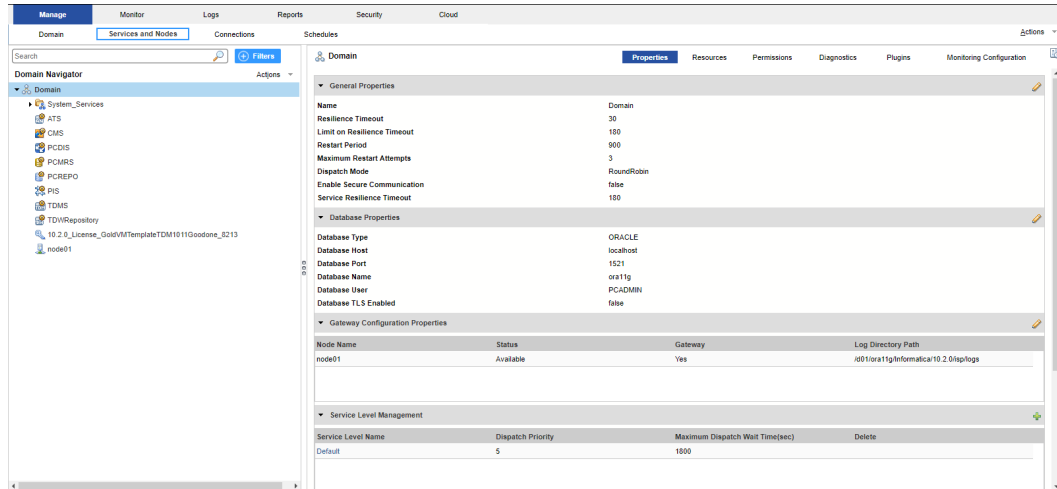 Manage Monitor Logs Reports Security Cloud
Domain Services and Nodes Connections Schedules Actions
Search Filters
Domain Navigator Actions
Domain
System_Services
ATS
CMS
PCDIS
PCMRS
PCREPO
PIS
TDMS
TDWRepository
10.2.0_License_GoldVMTemplateTDM1011Goodone_8213
node01
Domain Properties Resources Permissions Diagnostics Plugins Monitoring Configuration
General Properties
Name Domain
Resilience Timeout 30
Limit on Resilience Timeout 180
Restart Period 900
Maximum Restart Attempts 3
Dispatch Mode RoundRobin
Enable Secure Communication false
Service Resilience Timeout 180
Database Properties
Database Type ORACLE
Database Host localhost
Database Port 1521
Database Name ora11g
Database User PCADMIN
Database TLS Enabled false
Gateway Configuration Properties
Node Name Status Gateway Log Directory Path
node01 Available Yes /d01/ora11g/Informatica/10.2.0/isp/logs
Service Level Management
Service Level Name Dispatch Priority Maximum Dispatch Wait Time(sec) Delete
Default 5 1800